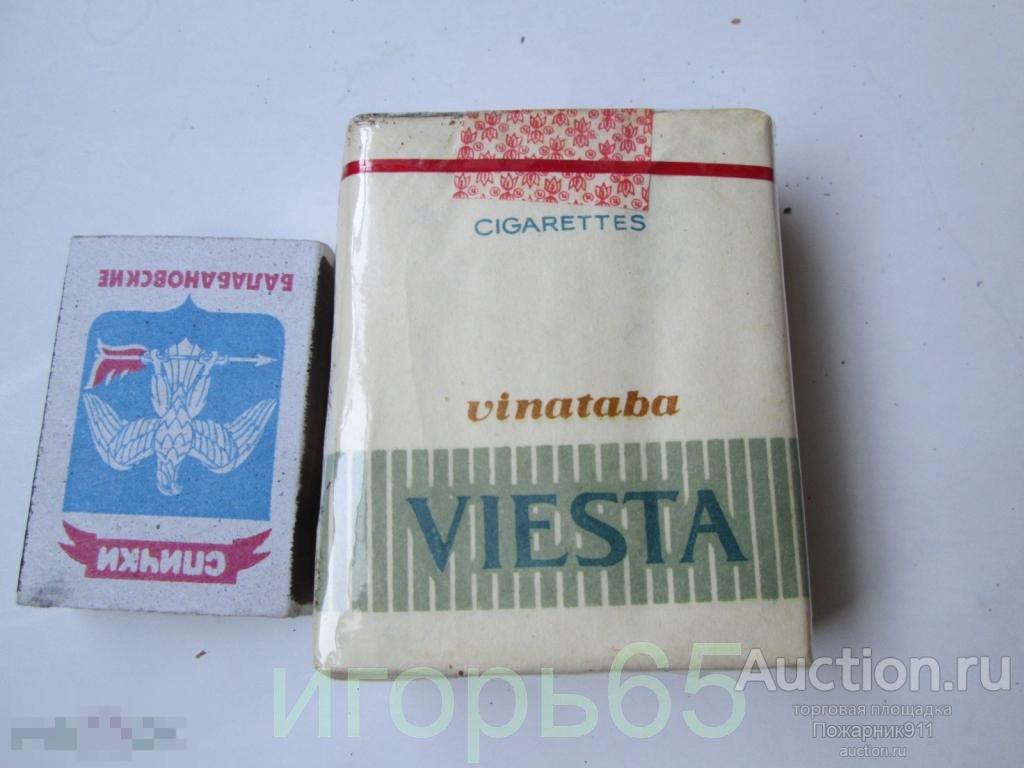 CIGARETTES
vinataba
VIESTA
БАЛАБАНОВСКИЕ
СПИЧКИ
игорь65
Auction.ru
торговая площадка
Пожарник911
auction.ru